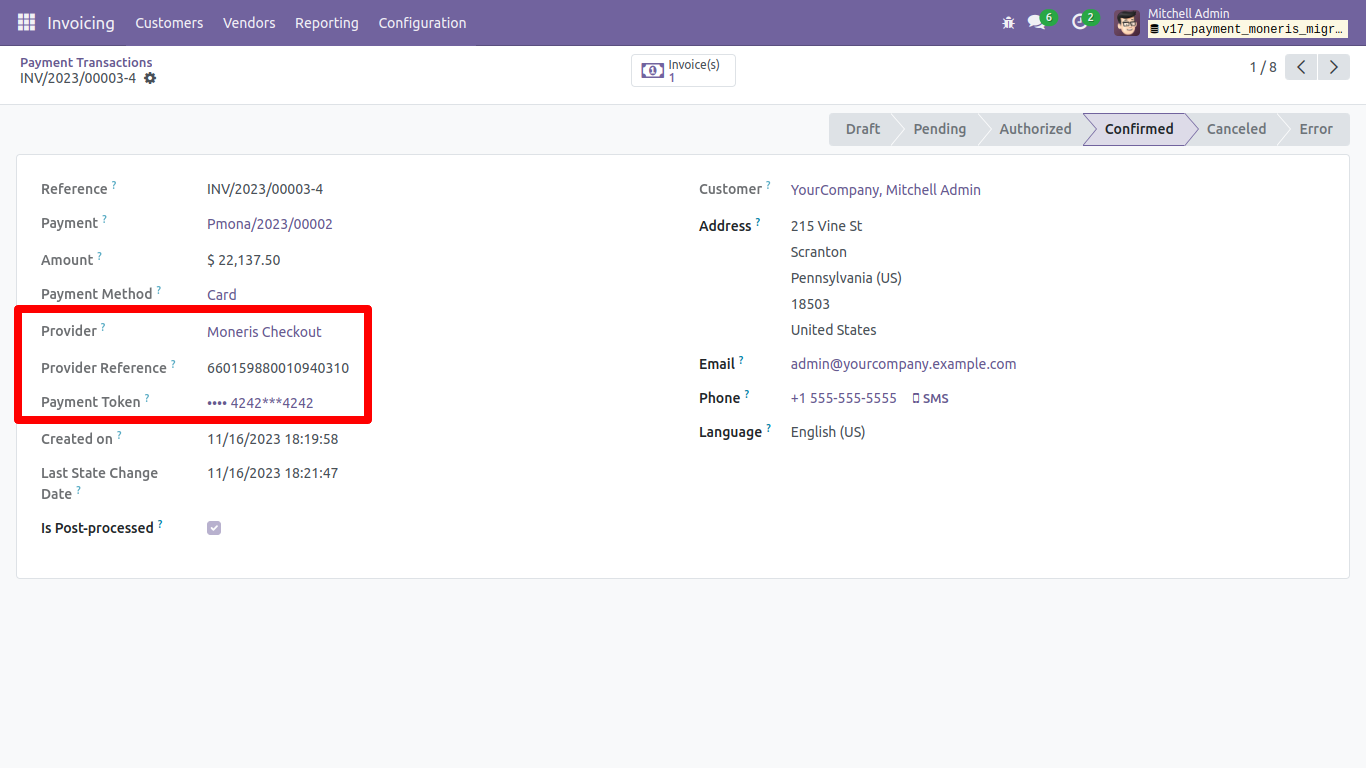 Invoicing Customers Vendors Reporting Configuration 6 2 Mitchell Admin
v17_payment_moneris_migr...
Payment Transactions
INV/2023/00003-4
Invoice(s)
1
1 / 8
Draft Pending Authorized Confirmed Canceled Error
Reference ? INV/2023/00003-4
Payment ? Pmona/2023/00002
Amount ? $ 22,137.50
Payment Method ? Card
Provider ? Moneris Checkout
Provider Reference ? 660159880010940310
Payment Token ? •••• 4242***4242
Created on ? 11/16/2023 18:19:58
Last State Change
Date ? 11/16/2023 18:21:47
Is Post-processed ?
Customer ? YourCompany, Mitchell Admin
Address ? 215 Vine St
Scranton
Pennsylvania (US)
18503
United States
Email ? admin@yourcompany.example.com
Phone ? +1 555-555-5555 SMS
Language ? English (US)